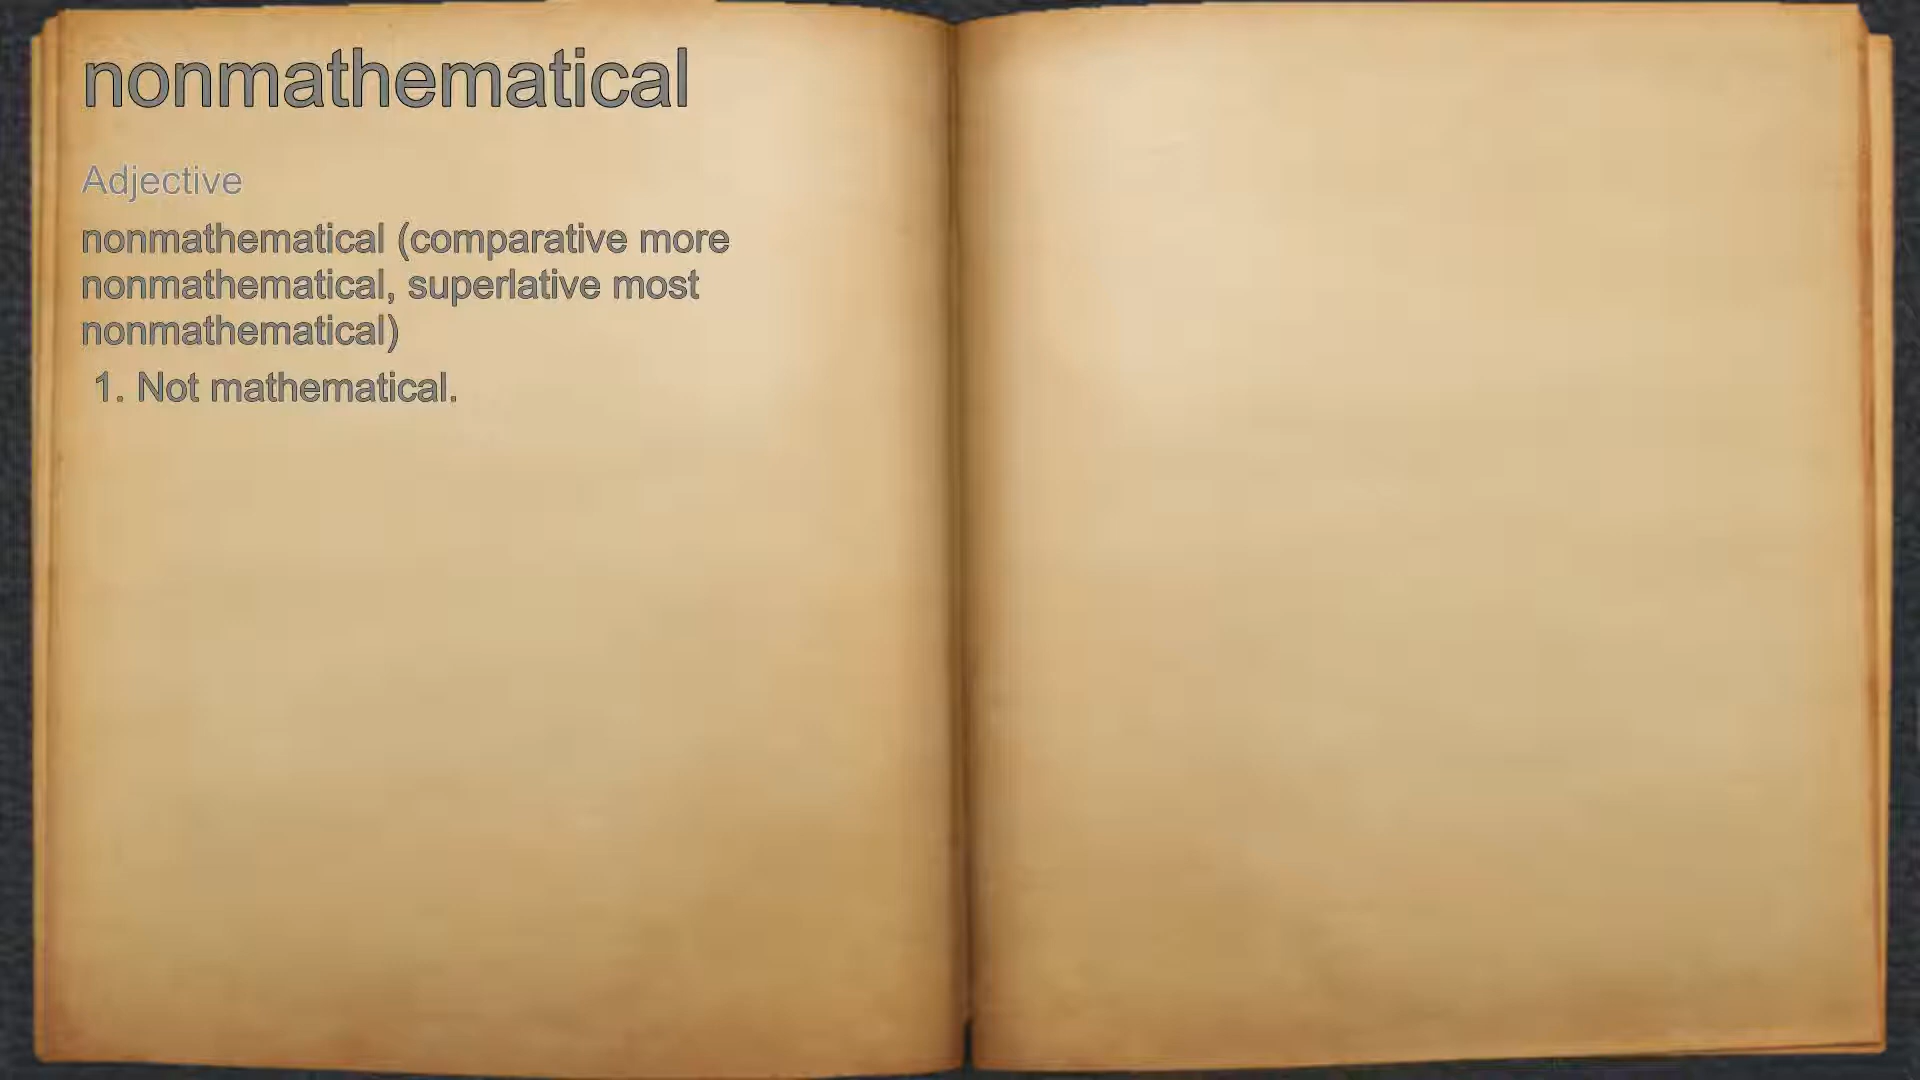 nonmathematical
Adjective
nonmathematical (comparative more
nonmathematical, superlative most
nonmathematical)
1. Not mathematical.